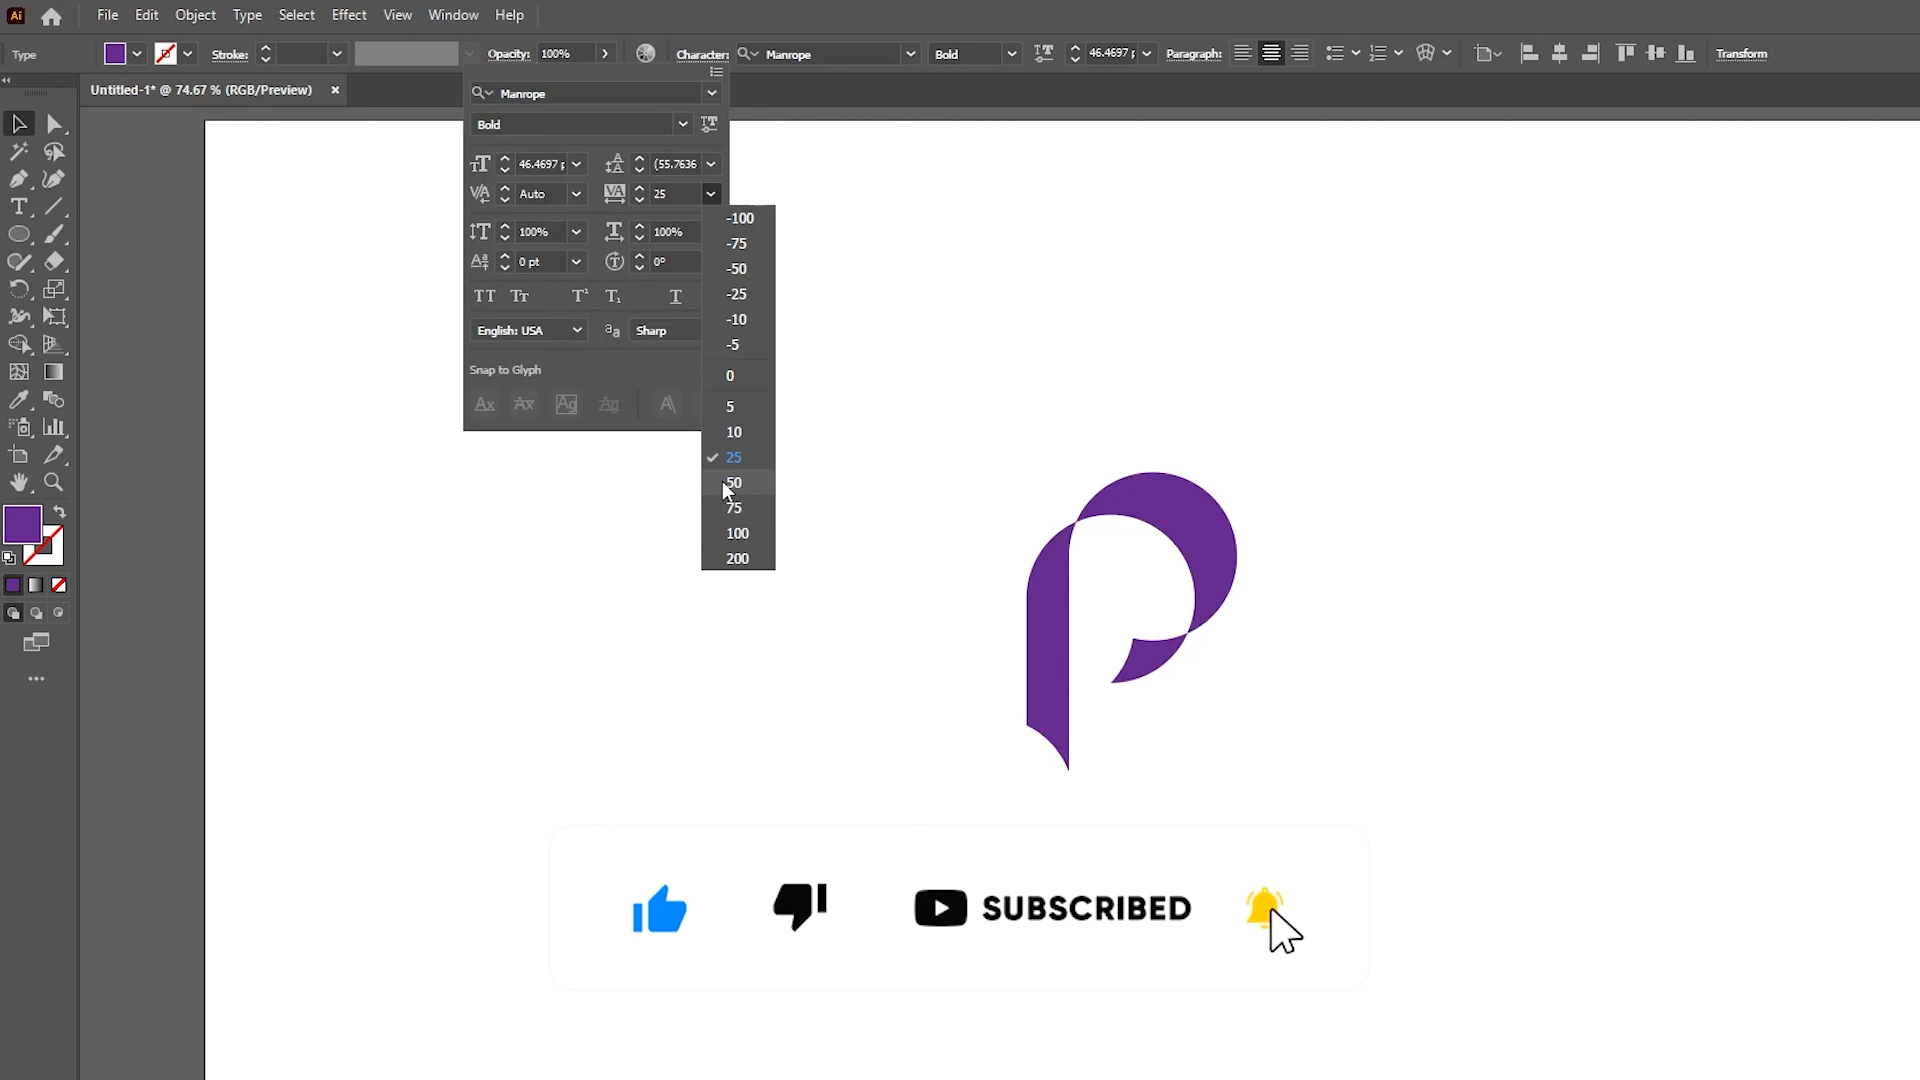 Ai File Edit Object Type Select Effect View Window Help
Type Stroke: Opacity: 100% Character: Manrope Bold 46.4697 p Paragraph: Transform
Untitled-1* @ 74.67 % (RGB/Preview) ×
Manrope
Bold
46.4697 p (55.7636
Auto 25
100% 100%
0 pt 0°
English: USA Sharp
Snap to Glyph
-100
-75
-50
-25
-10
-5
0
5
10
25
50
75
100
200
SUBSCRIBED